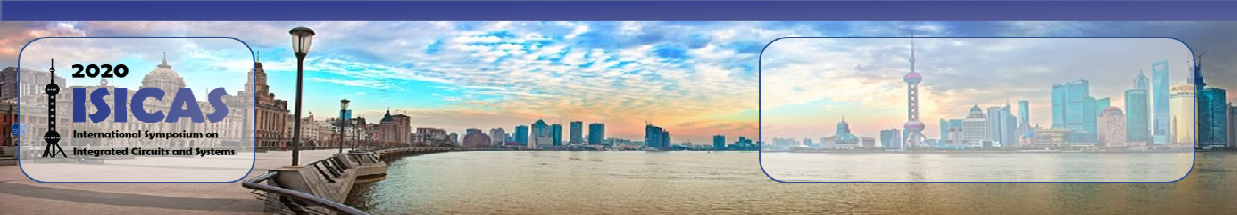 2020
ISICAS
International Symposium on
Integrated Circuits and Systems